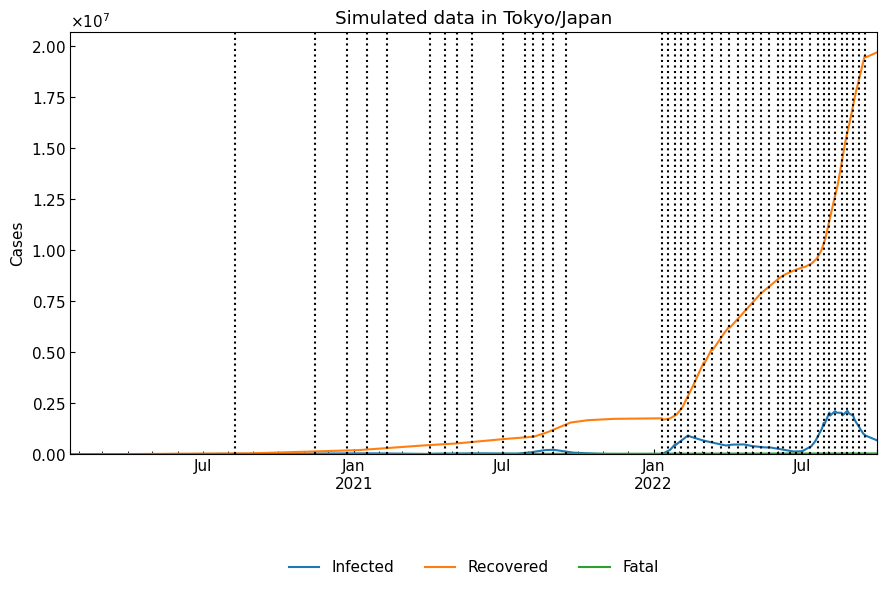 Simulated data in Tokyo/Japan
×10⁷
2.00
1.75
1.50
1.25
1.00
0.75
0.50
0.25
0.00
Cases
Jul Jan Jul Jan Jul
2021 2022
Infected Recovered Fatal